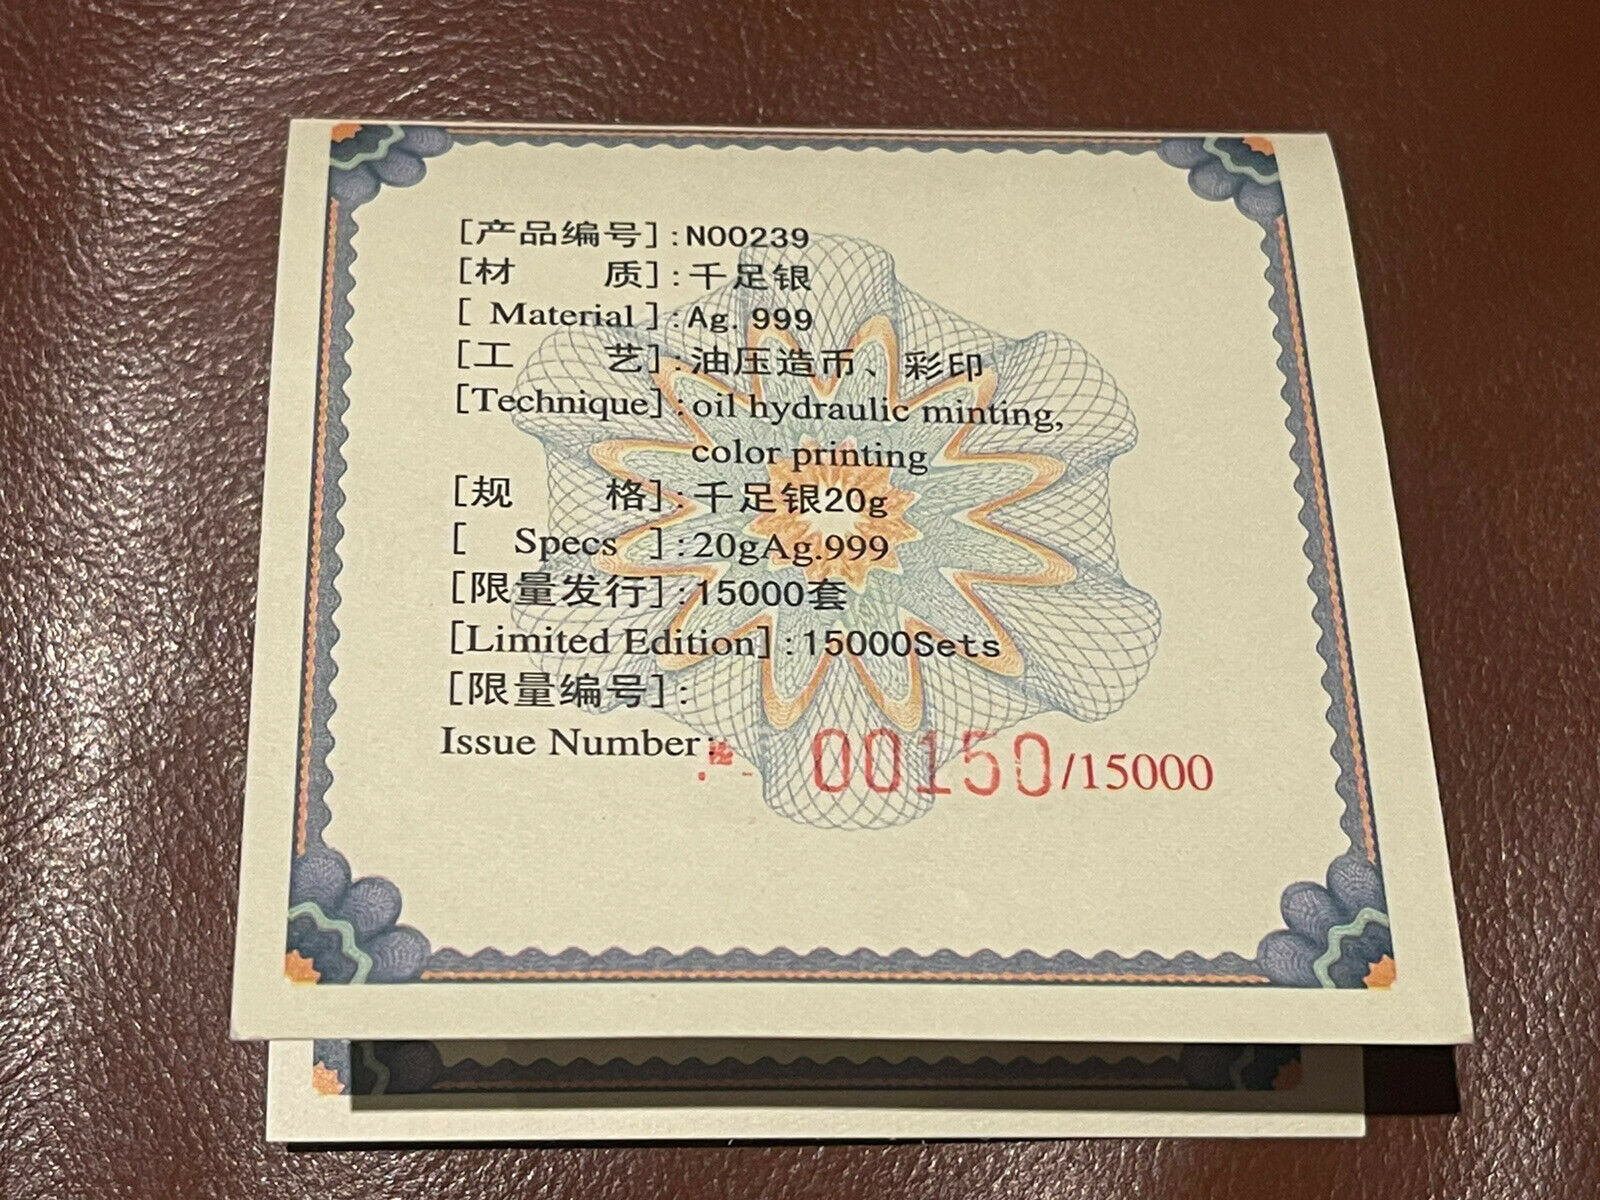 [产品编号]:N00239
[材 质]:千足银
[ Material ]:Ag. 999
[工 艺]:油压造币、彩印
[Technique]:oil hydraulic minting,
color printing
[规 格]:千足银20g
[ Specs ]:20gAg.999
[限量发行]:15000套
[Limited Edition]:15000Sets
[限量编号]:
Issue Number: 00150/15000